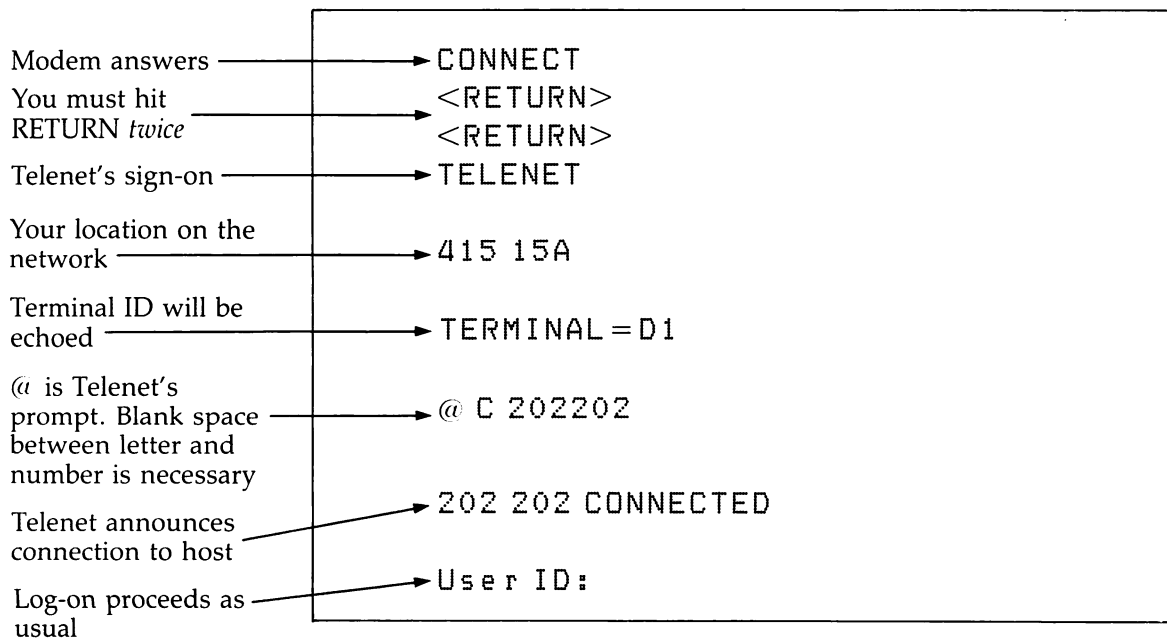 Modem answers
CONNECT
You must hit
RETURN twice
<RETURN>
<RETURN>
Telenet's sign-on
TELENET
Your location on the
network
415 15A
Terminal ID will be
echoed
TERMINAL=D1
@ is Telenet's
prompt. Blank space
between letter and
number is necessary
@ C 202202
Telenet announces
connection to host
202 202 CONNECTED
Log-on proceeds as
usual
User ID: